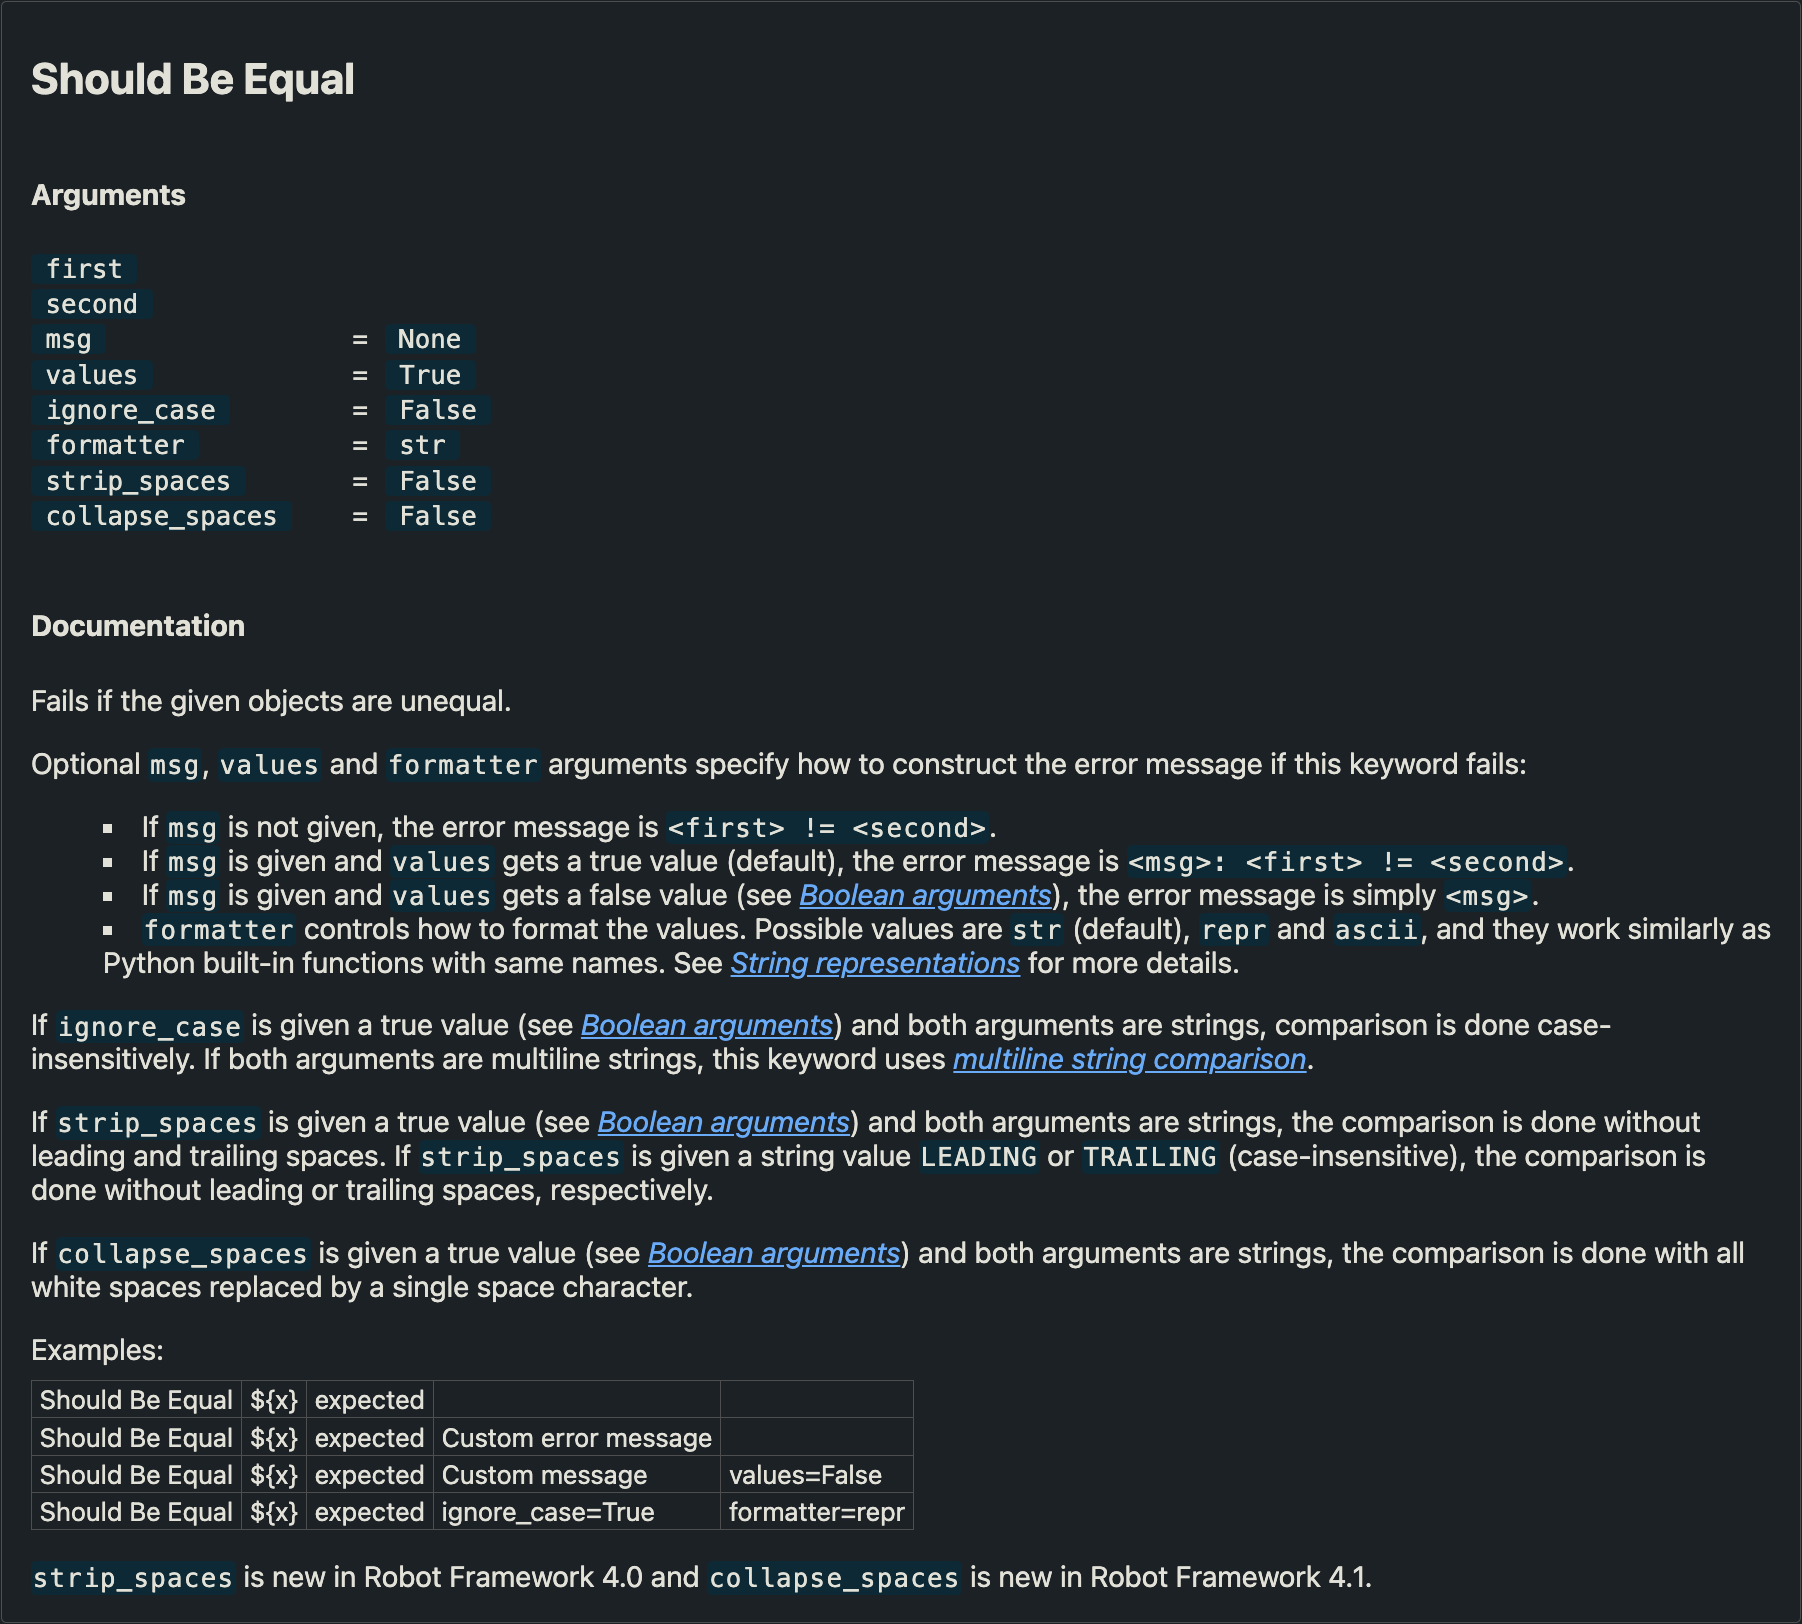 Should Be Equal
Arguments
first
second
msg = None
values = True
ignore_case = False
formatter = str
strip_spaces = False
collapse_spaces = False
Documentation
Fails if the given objects are unequal.
Optional msg, values and formatter arguments specify how to construct the error message if this keyword fails:
▪ If msg is not given, the error message is <first> != <second>.
▪ If msg is given and values gets a true value (default), the error message is <msg>: <first> != <second>.
▪ If msg is given and values gets a false value (see Boolean arguments), the error message is simply <msg>.
▪ formatter controls how to format the values. Possible values are str (default), repr and ascii, and they work similarly as
Python built-in functions with same names. See String representations for more details.
If ignore_case is given a true value (see Boolean arguments) and both arguments are strings, comparison is done case-
insensitively. If both arguments are multiline strings, this keyword uses multiline string comparison.
If strip_spaces is given a true value (see Boolean arguments) and both arguments are strings, the comparison is done without
leading and trailing spaces. If strip_spaces is given a string value LEADING or TRAILING (case-insensitive), the comparison is
done without leading or trailing spaces, respectively.
If collapse_spaces is given a true value (see Boolean arguments) and both arguments are strings, the comparison is done with all
white spaces replaced by a single space character.
Examples:
Should Be Equal ${x} expected
Should Be Equal ${x} expected Custom error message
Should Be Equal ${x} expected Custom message values=False
Should Be Equal ${x} expected ignore_case=True formatter=repr
strip_spaces is new in Robot Framework 4.0 and collapse_spaces is new in Robot Framework 4.1.